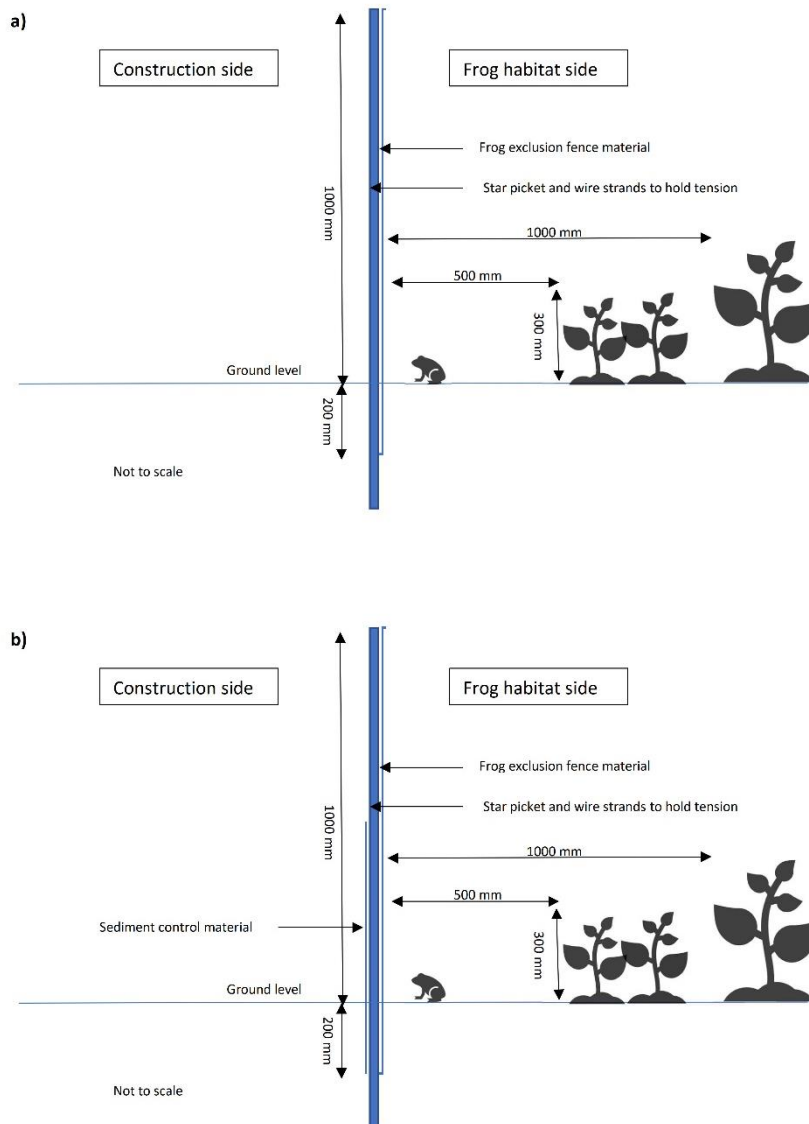 a)
Construction side
Frog habitat side
Frog exclusion fence material
Star picket and wire strands to hold tension
1000 mm
1000 mm
500 mm
300 mm
Ground level
200 mm
Not to scale
b)
Construction side
Frog habitat side
Frog exclusion fence material
Star picket and wire strands to hold tension
1000 mm
1000 mm
500 mm
Sediment control material
300 mm
Ground level
200 mm
Not to scale